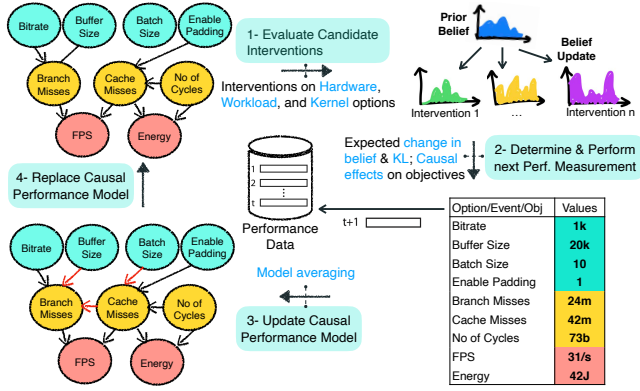 Bitrate
Buffer
Size
Batch
Size
Enable
Padding
Branch
Misses
Cache
Misses
No of
Cycles
FPS
Energy
1- Evaluate Candidate
Interventions
Interventions on Hardware,
Workload, and Kernel options
Prior
Belief
Belief
Update
Intervention 1
...
Intervention n
Expected change in
belief & KL; Causal
effects on objectives
2- Determine & Perform
next Perf. Measurement
4- Replace Causal
Performance Model
1
2
t
Performance
Data
t+1
Option/Event/Obj Values
Bitrate 1k
Buffer Size 20k
Batch Size 10
Enable Padding 1
Branch Misses 24m
Cache Misses 42m
No of Cycles 73b
FPS 31/s
Energy 42J
Bitrate
Buffer
Size
Batch
Size
Enable
Padding
Branch
Misses
Cache
Misses
No of
Cycles
FPS
Energy
Model averaging
3- Update Causal
Performance Model